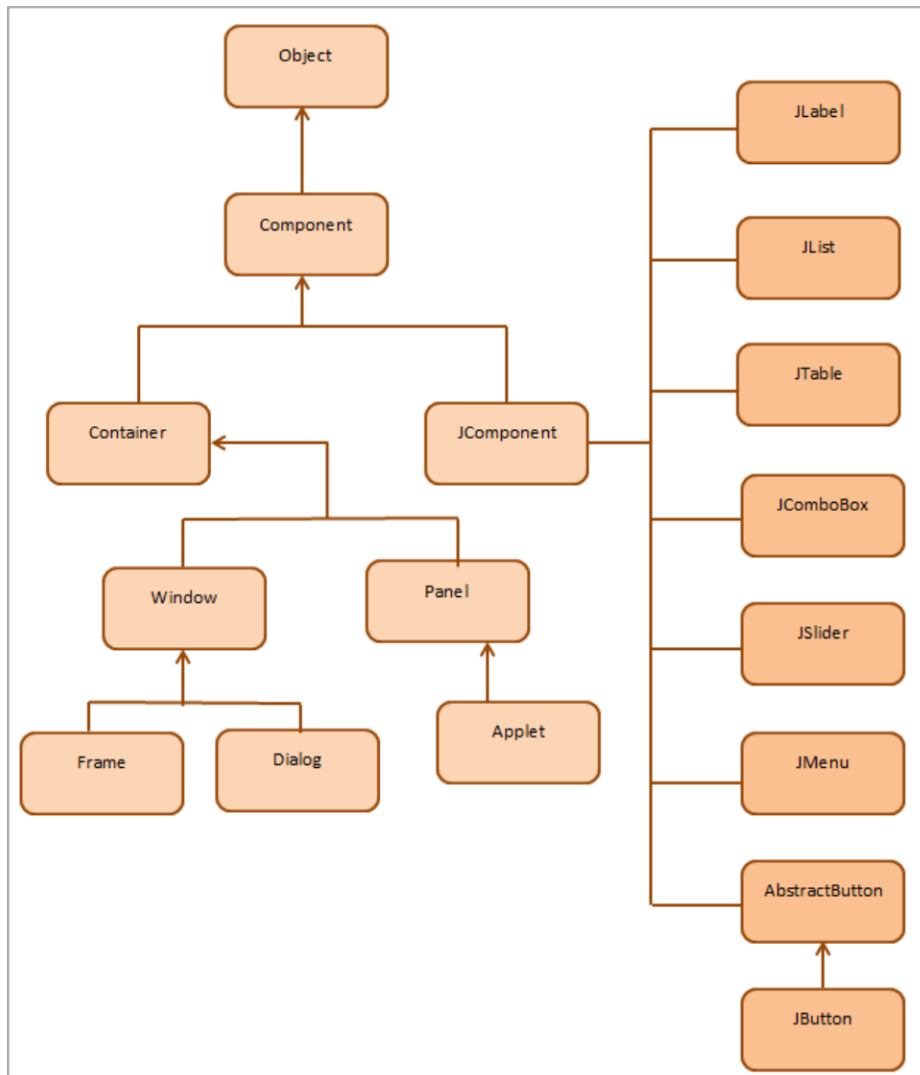 Object
Component
Container
JComponent
Window
Panel
Frame
Dialog
Applet
JLabel
JList
JTable
JComboBox
JSlider
JMenu
AbstractButton
JButton